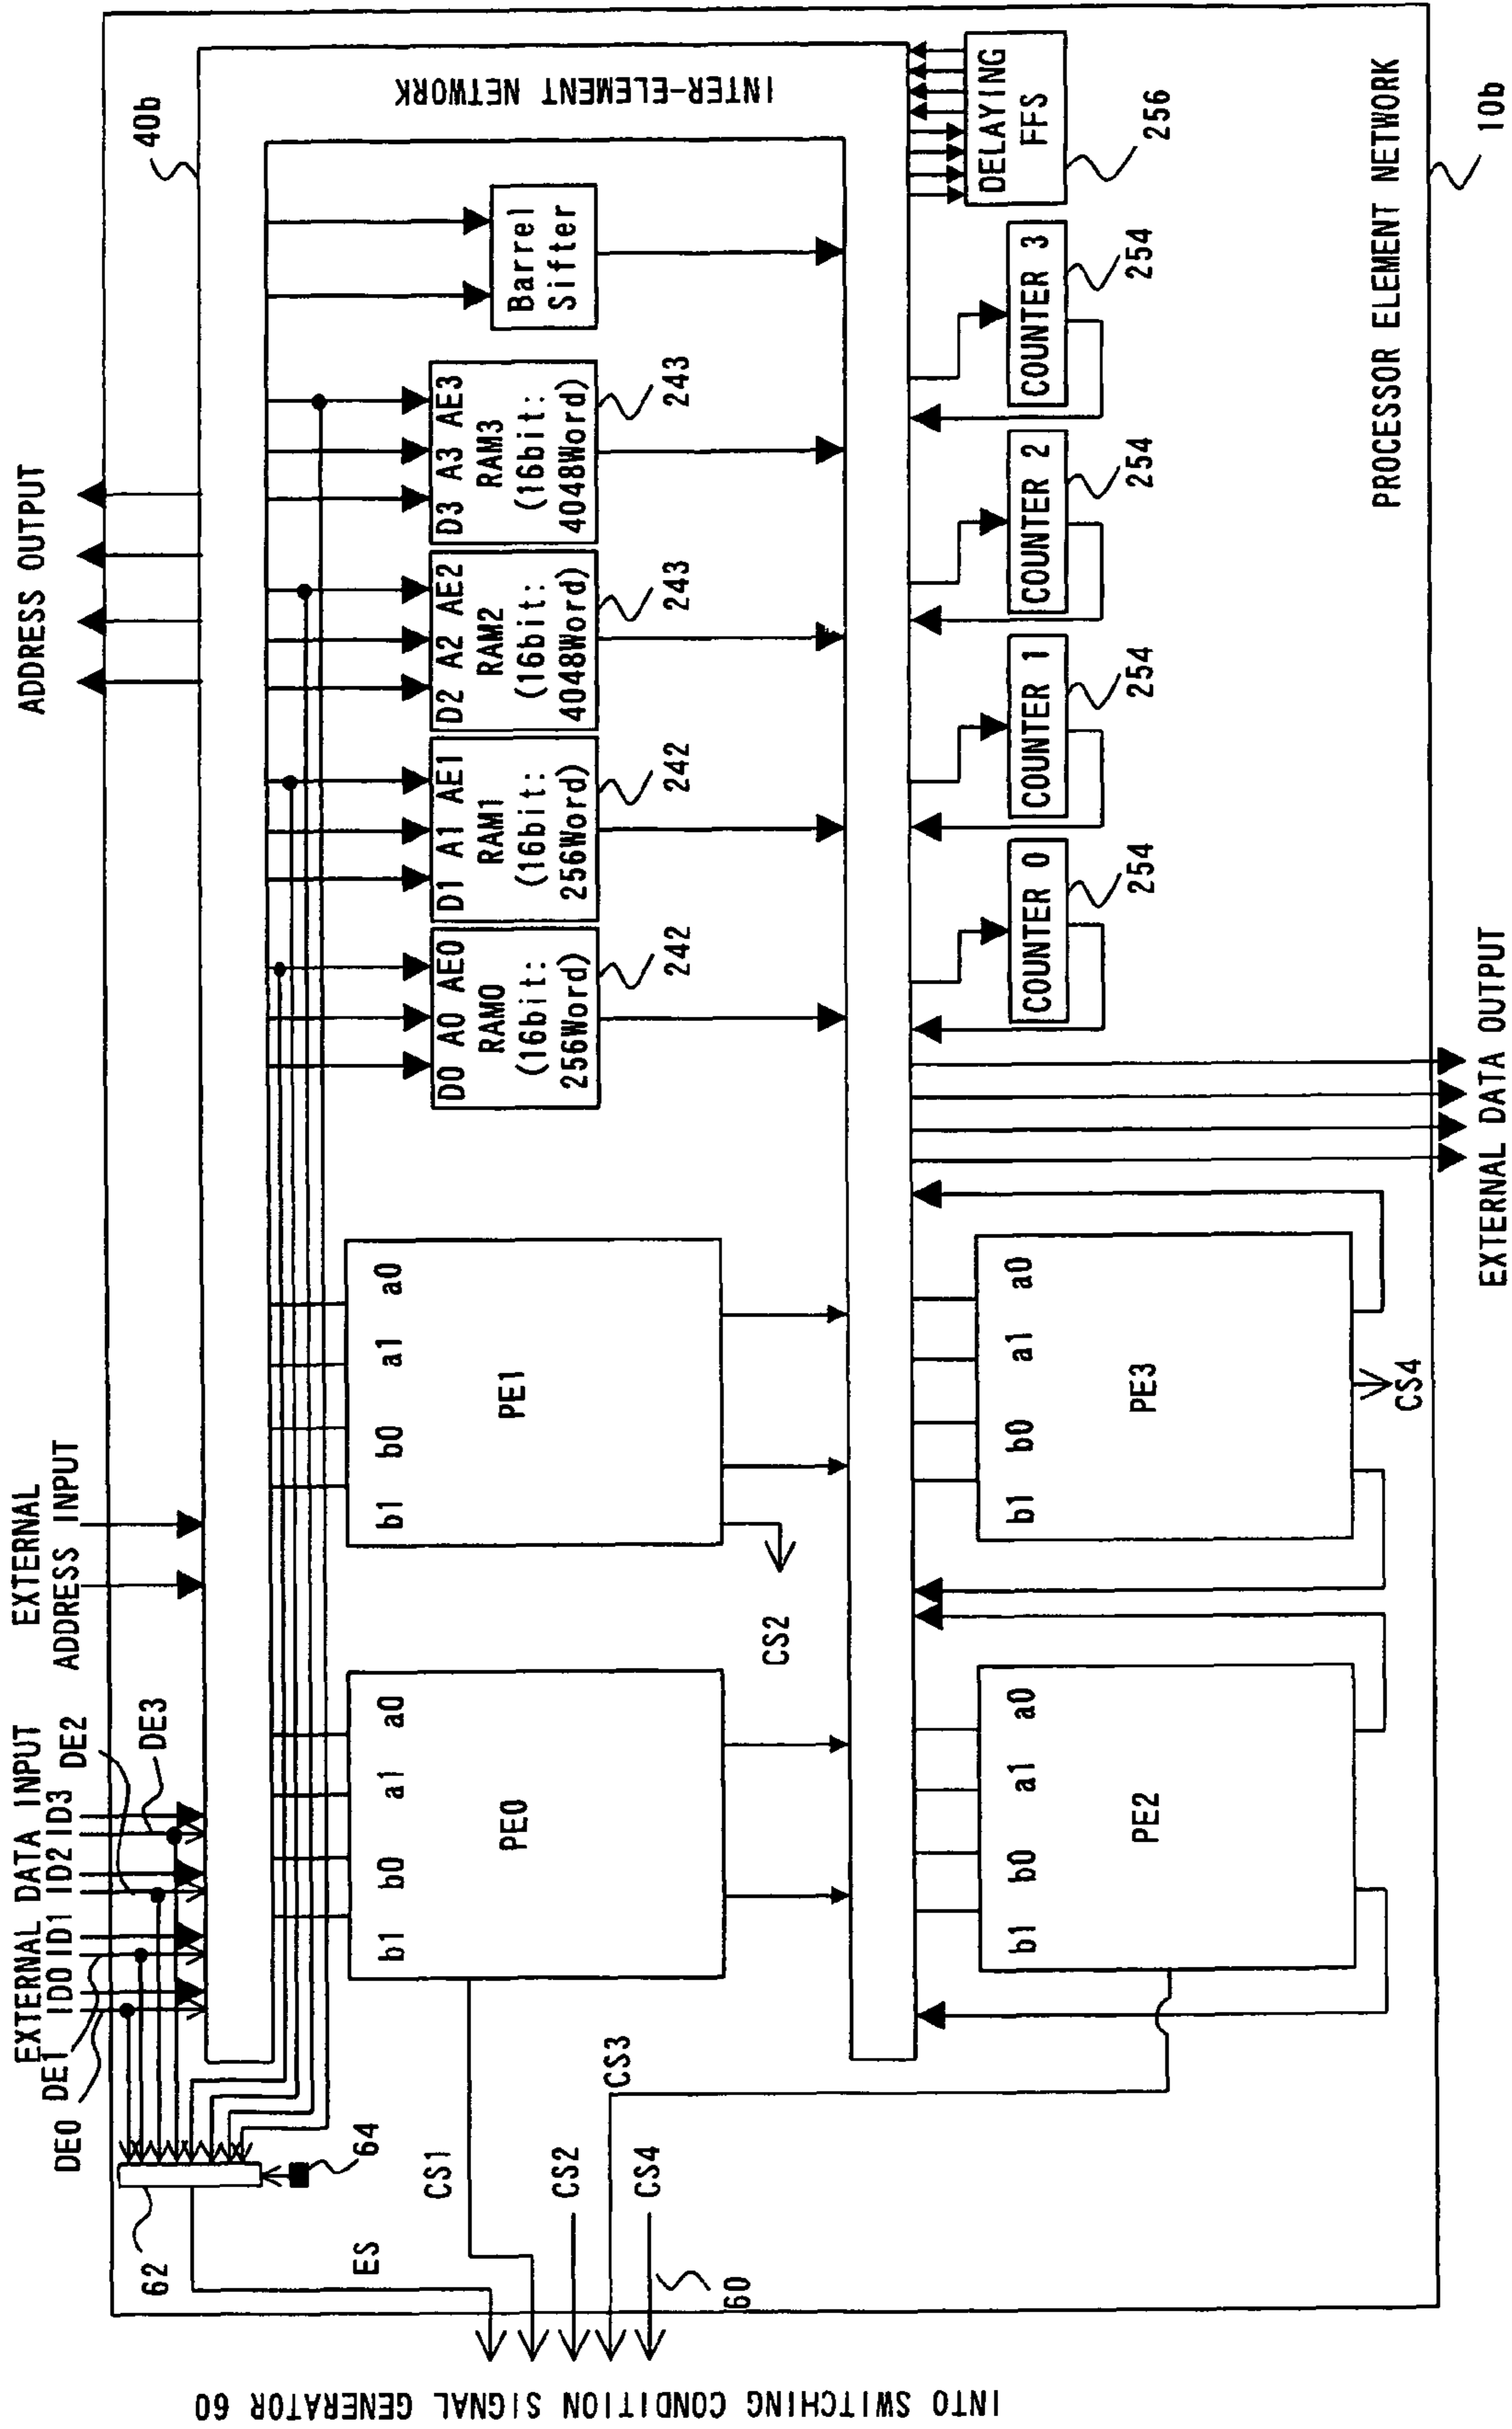 EXTERNAL DATA INPUT
ID0 ID1 ID2 ID3
DE0
DE1
DE2
DE3
EXTERNAL
ADDRESS INPUT
ADDRESS OUTPUT
40b
INTER-ELEMENT NETWORK
62
64
ES
CS1
CS2
CS3
CS4
60
INTO SWITCHING CONDITION SIGNAL GENERATOR 60
b1 b0 a1 a0
PE0
b1 b0 a1 a0
PE1
CS2
D0 A0 AE0
RAM0
(16bit:
256Word)
242
D1 A1 AE1
RAM1
(16bit:
256Word)
242
D2 A2 AE2
RAM2
(16bit:
4048Word)
243
D3 A3 AE3
RAM3
(16bit:
4048Word)
243
Barrel
Sifter
b1 b0 a1 a0
PE2
b1 b0 a1 a0
PE3
CS4
COUNTER 0
254
COUNTER 1
254
COUNTER 2
254
COUNTER 3
254
DELAYING
FFS
256
EXTERNAL DATA OUTPUT
PROCESSOR ELEMENT NETWORK
10b